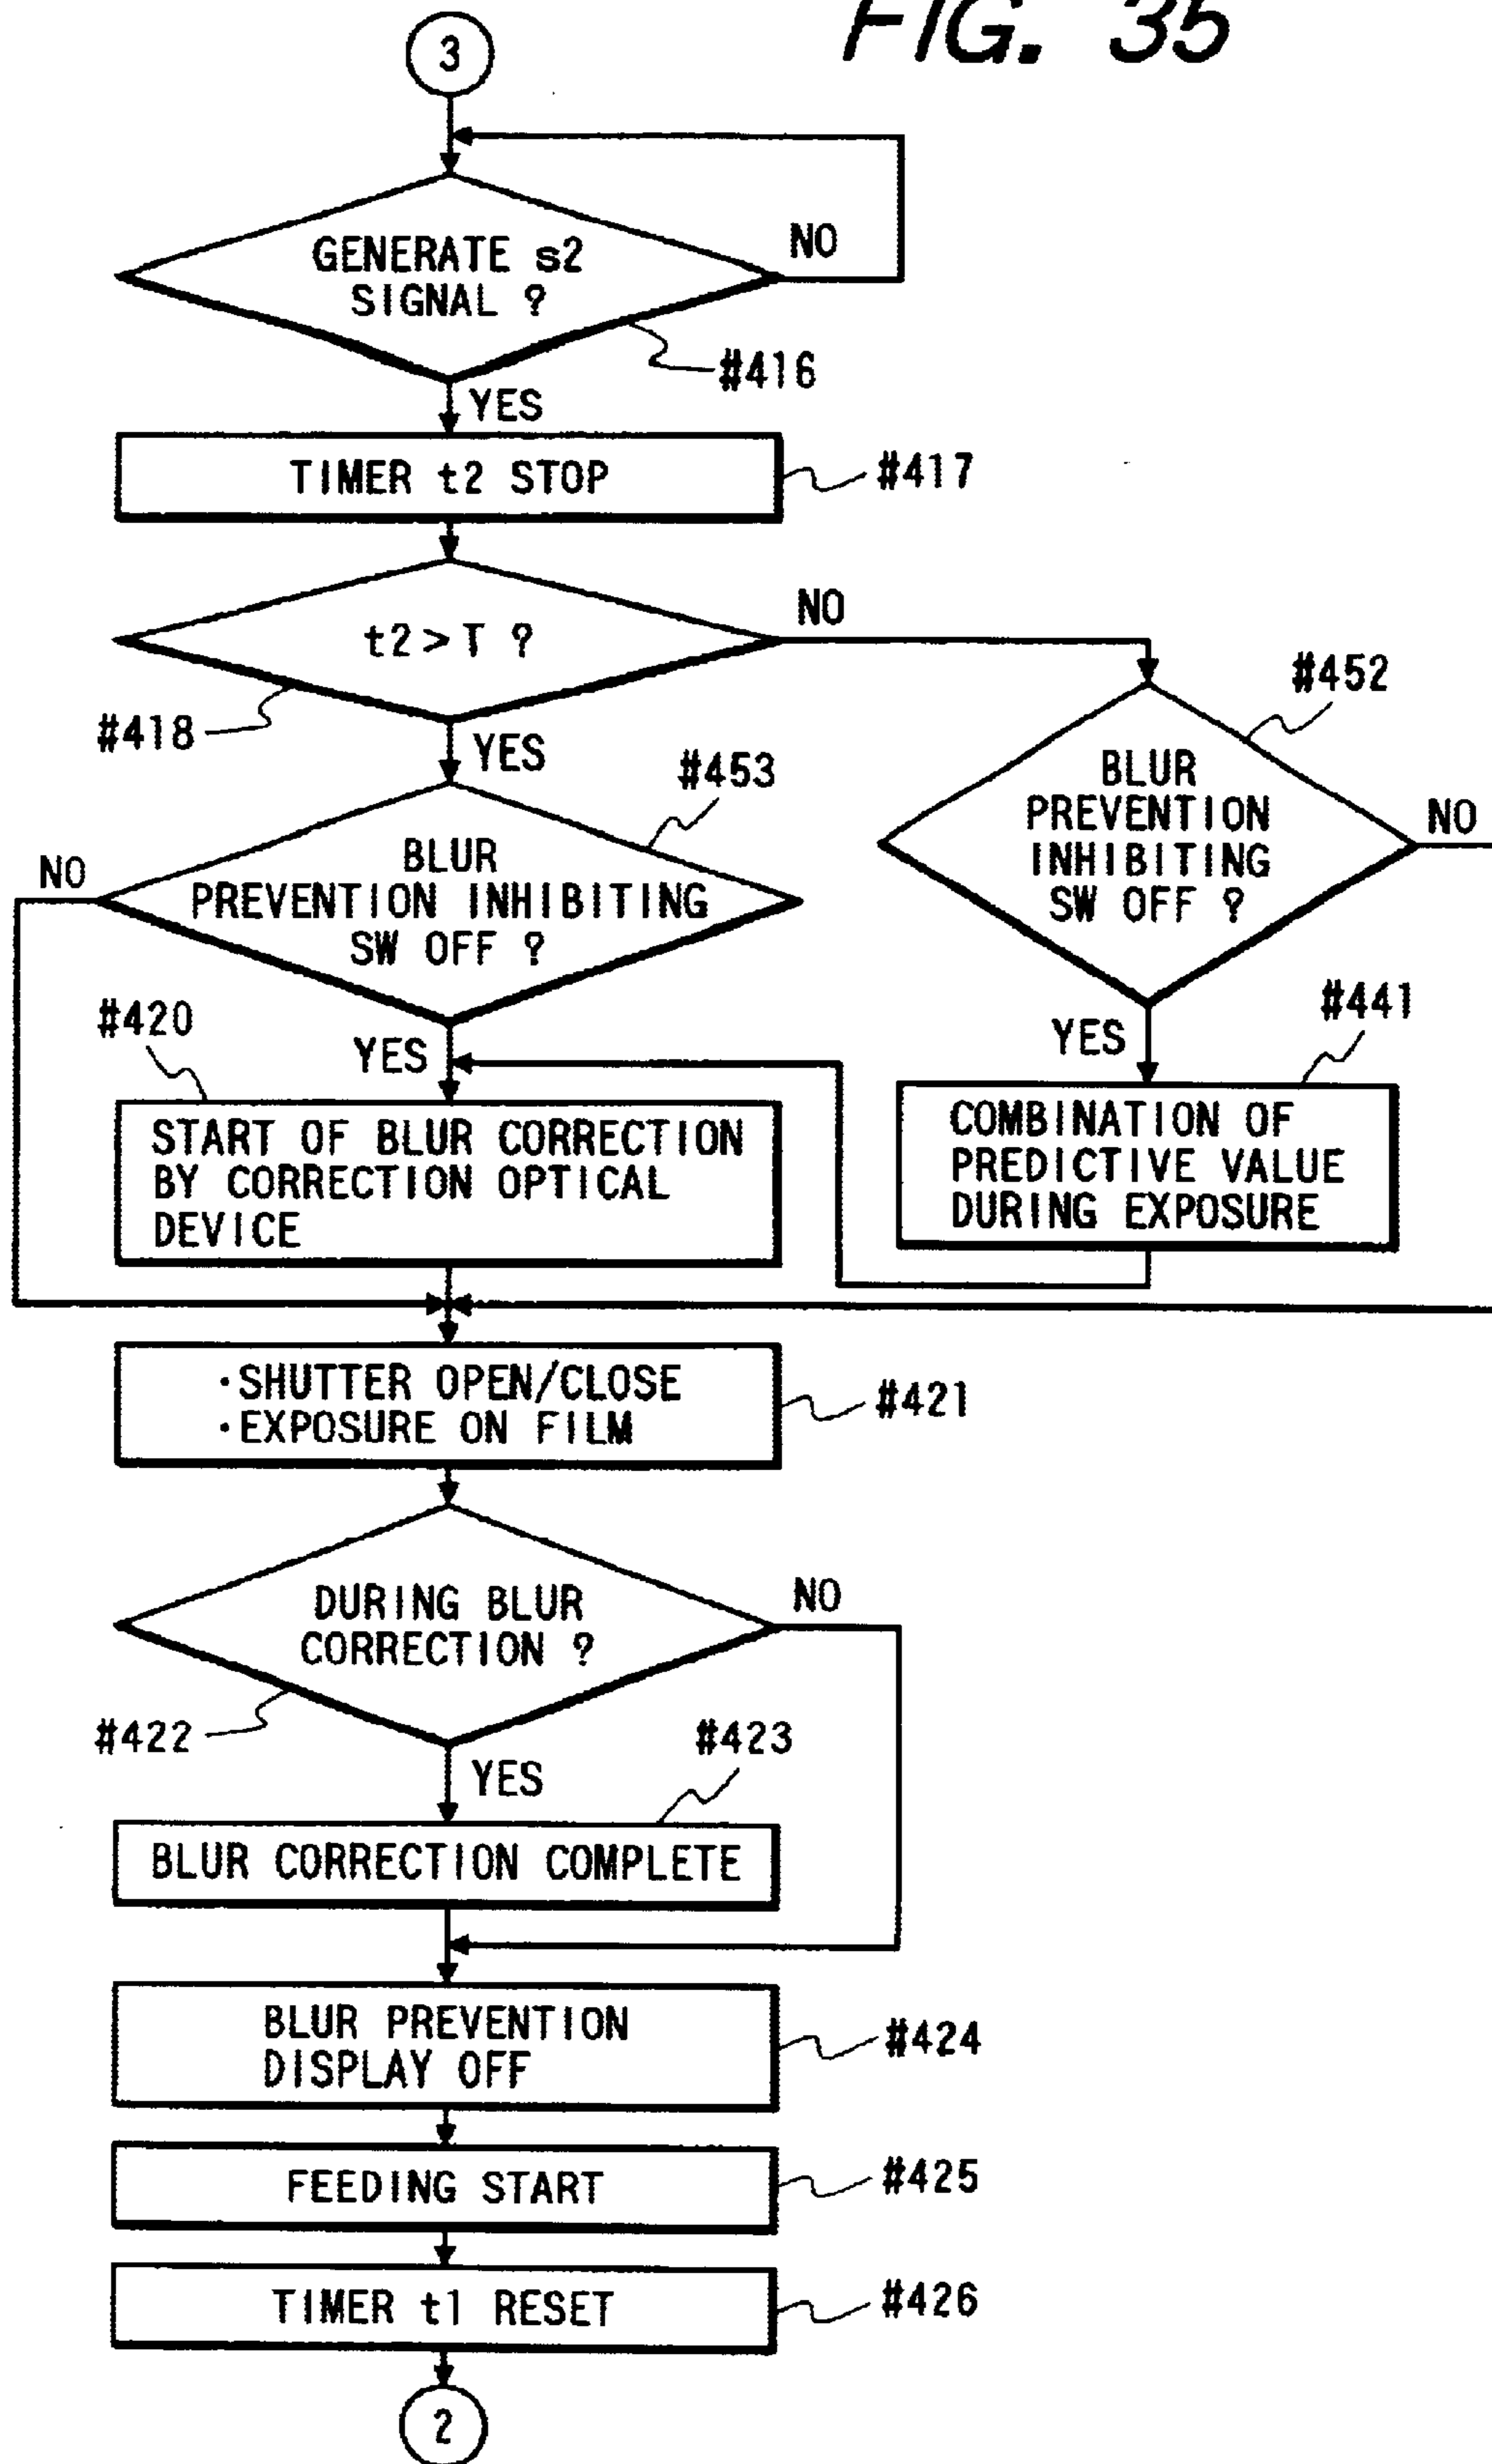 FIG. 35
3
GENERATE s2
SIGNAL ?
NO
#416
YES
TIMER t2 STOP
#417
t2 > T ?
NO
#418
YES
#452
BLUR
PREVENTION
INHIBITING
SW OFF ?
NO
#453
BLUR
PREVENTION INHIBITING
SW OFF ?
NO
YES
#420
START OF BLUR CORRECTION
BY CORRECTION OPTICAL
DEVICE
YES
#441
COMBINATION OF
PREDICTIVE VALUE
DURING EXPOSURE
·SHUTTER OPEN/CLOSE
·EXPOSURE ON FILM
#421
DURING BLUR
CORRECTION ?
NO
#422
YES
#423
BLUR CORRECTION COMPLETE
BLUR PREVENTION
DISPLAY OFF
#424
FEEDING START
#425
TIMER t1 RESET
#426
2